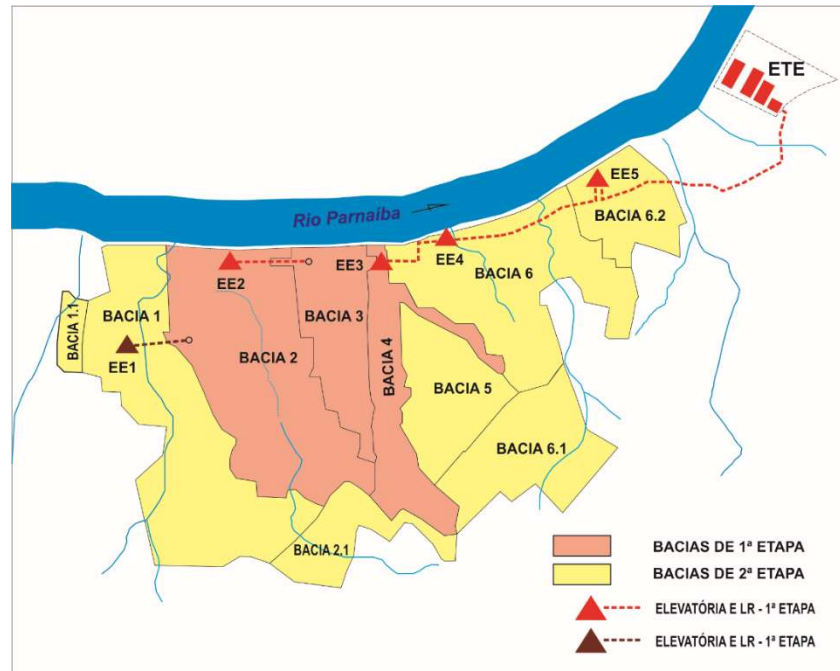 ETE
EE5
BACIA 6.2
Rio Parnaiba
EE4
EE3
EE2
BACIA 6
BACIA 1.1
BACIA 1
EE1
BACIA 3
BACIA 2
BACIA 4
BACIA 5
BACIA 6.1
BACIA 2.1
BACIAS DE 1ª ETAPA
BACIAS DE 2ª ETAPA
ELEVATÓRIA E LR - 1ª ETAPA
ELEVATÓRIA E LR - 1ª ETAPA